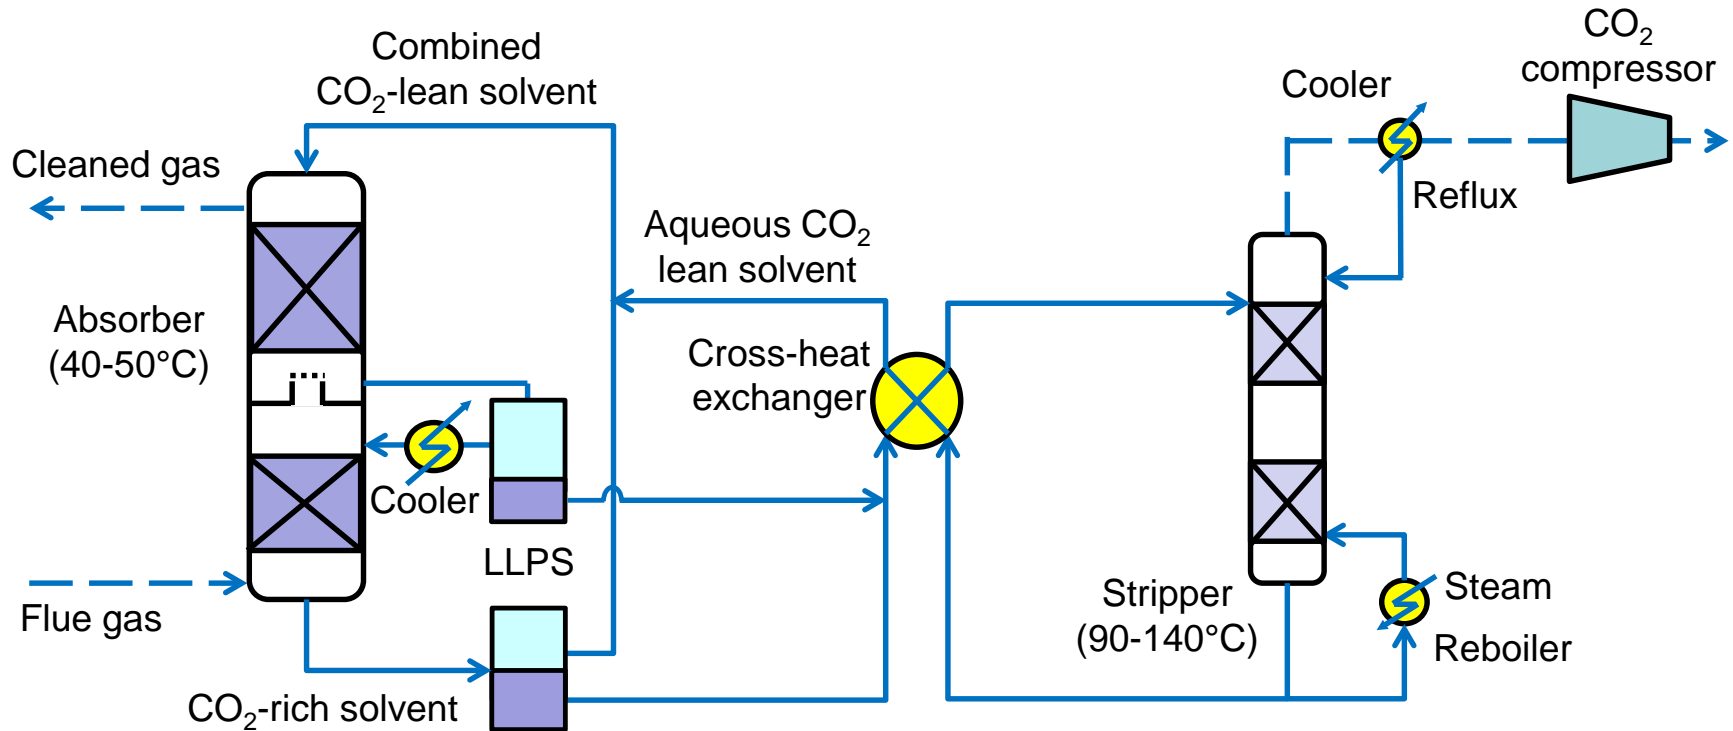 Combined
CO₂-lean solvent
CO₂
compressor
Cooler
Cleaned gas
Reflux
Aqueous CO₂
lean solvent
Absorber
(40-50°C)
Cross-heat
exchanger
Cooler
LLPS
Flue gas
Stripper
(90-140°C)
Steam
Reboiler
CO₂-rich solvent